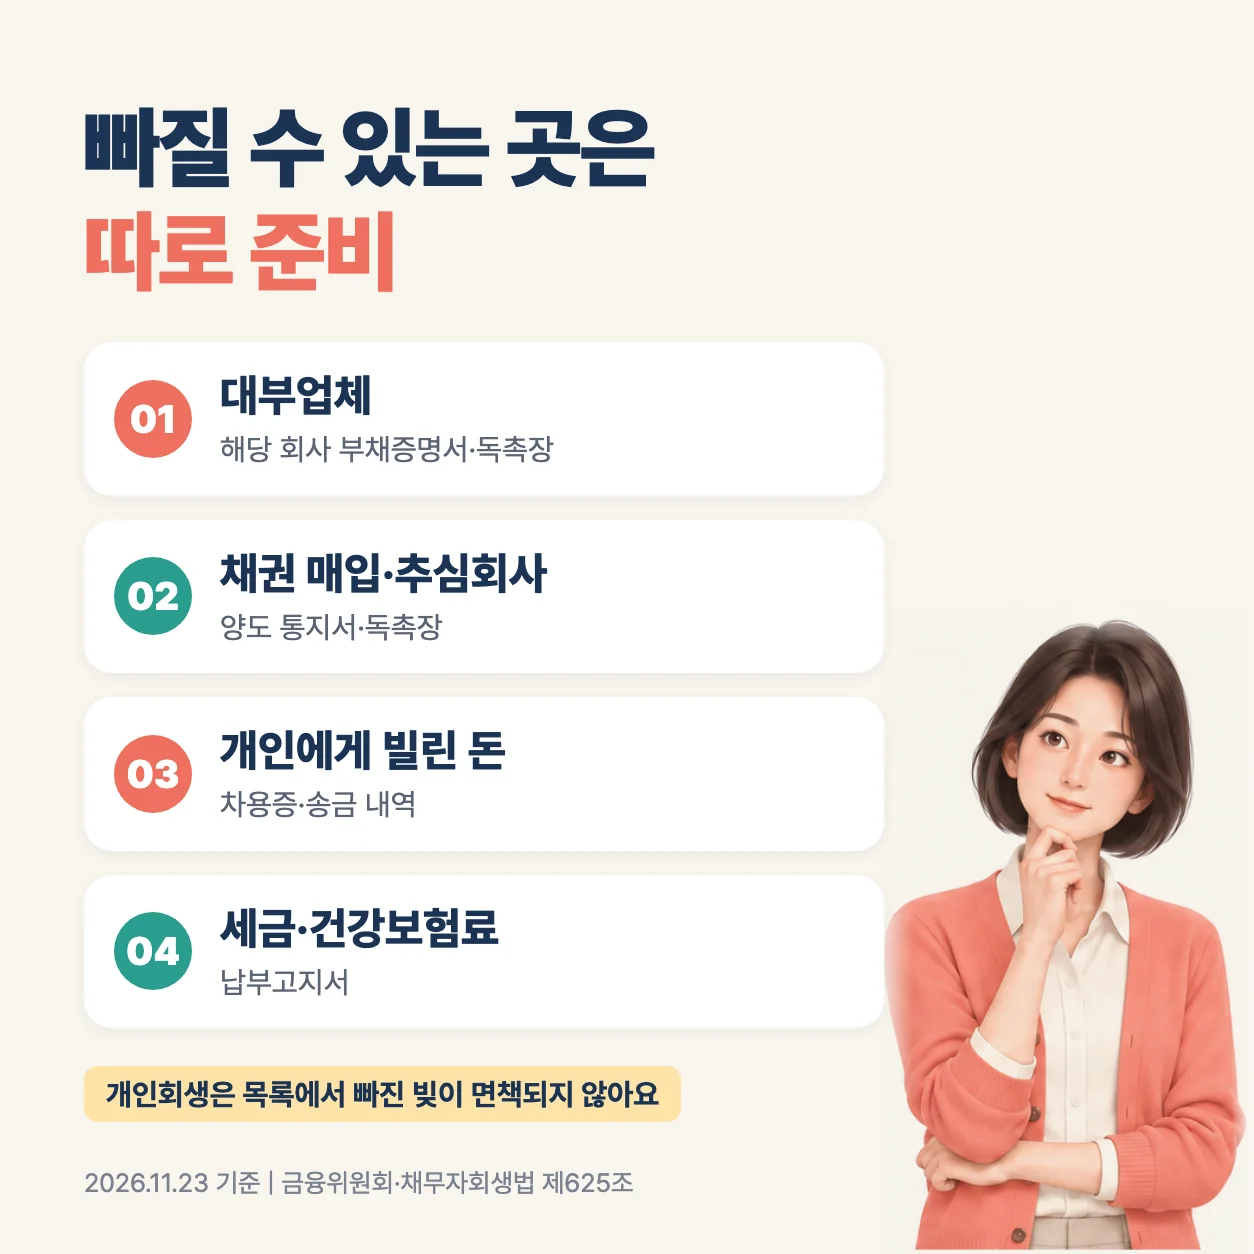 빠질 수 있는 곳은
따로 준비
01
대부업체
해당 회사 부채증명서·독촉장
02
채권 매입·추심회사
양도 통지서·독촉장
03
개인에게 빌린 돈
차용증·송금 내역
04
세금·건강보험료
납부고지서
개인회생은 목록에서 빠진 빚이 면책되지 않아요
2026.11.23 기준 | 금융위원회·채무자회생법 제625조